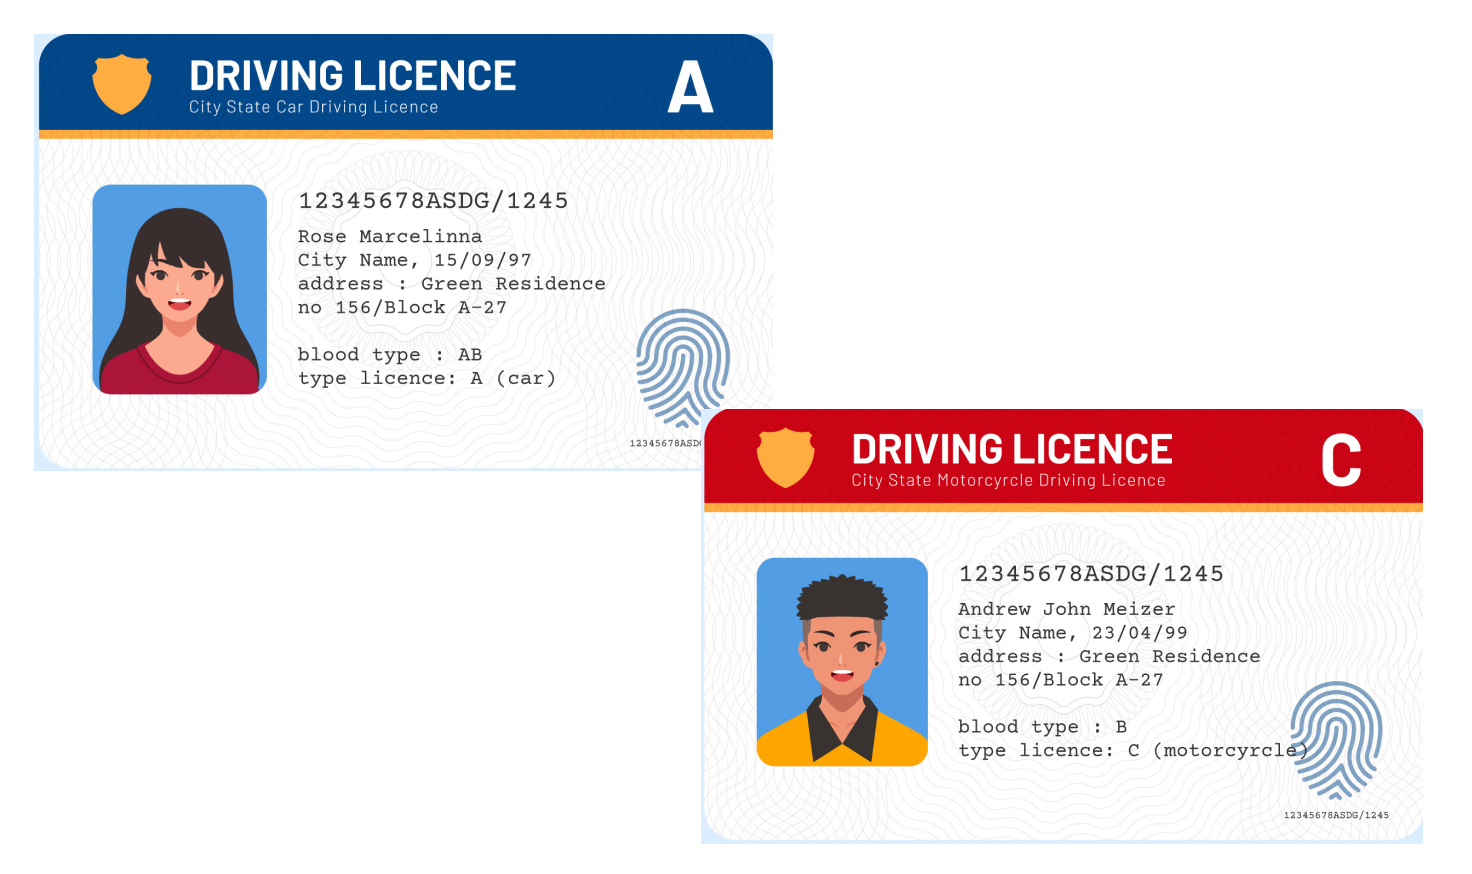 DRIVING LICENCE
City State Car Driving Licence
A
12345678ASDG/1245
Rose Marcelinna
City Name, 15/09/97
address : Green Residence
no 156/Block A-27
blood type : AB
type licence: A (car)
12345678ASD
DRIVING LICENCE
City State Motorcyrcle Driving Licence
C
12345678ASDG/1245
Andrew John Meizer
City Name, 23/04/99
address : Green Residence
no 156/Block A-27
blood type : B
type licence: C (motorcyrcle)
12345678ASDG/1245